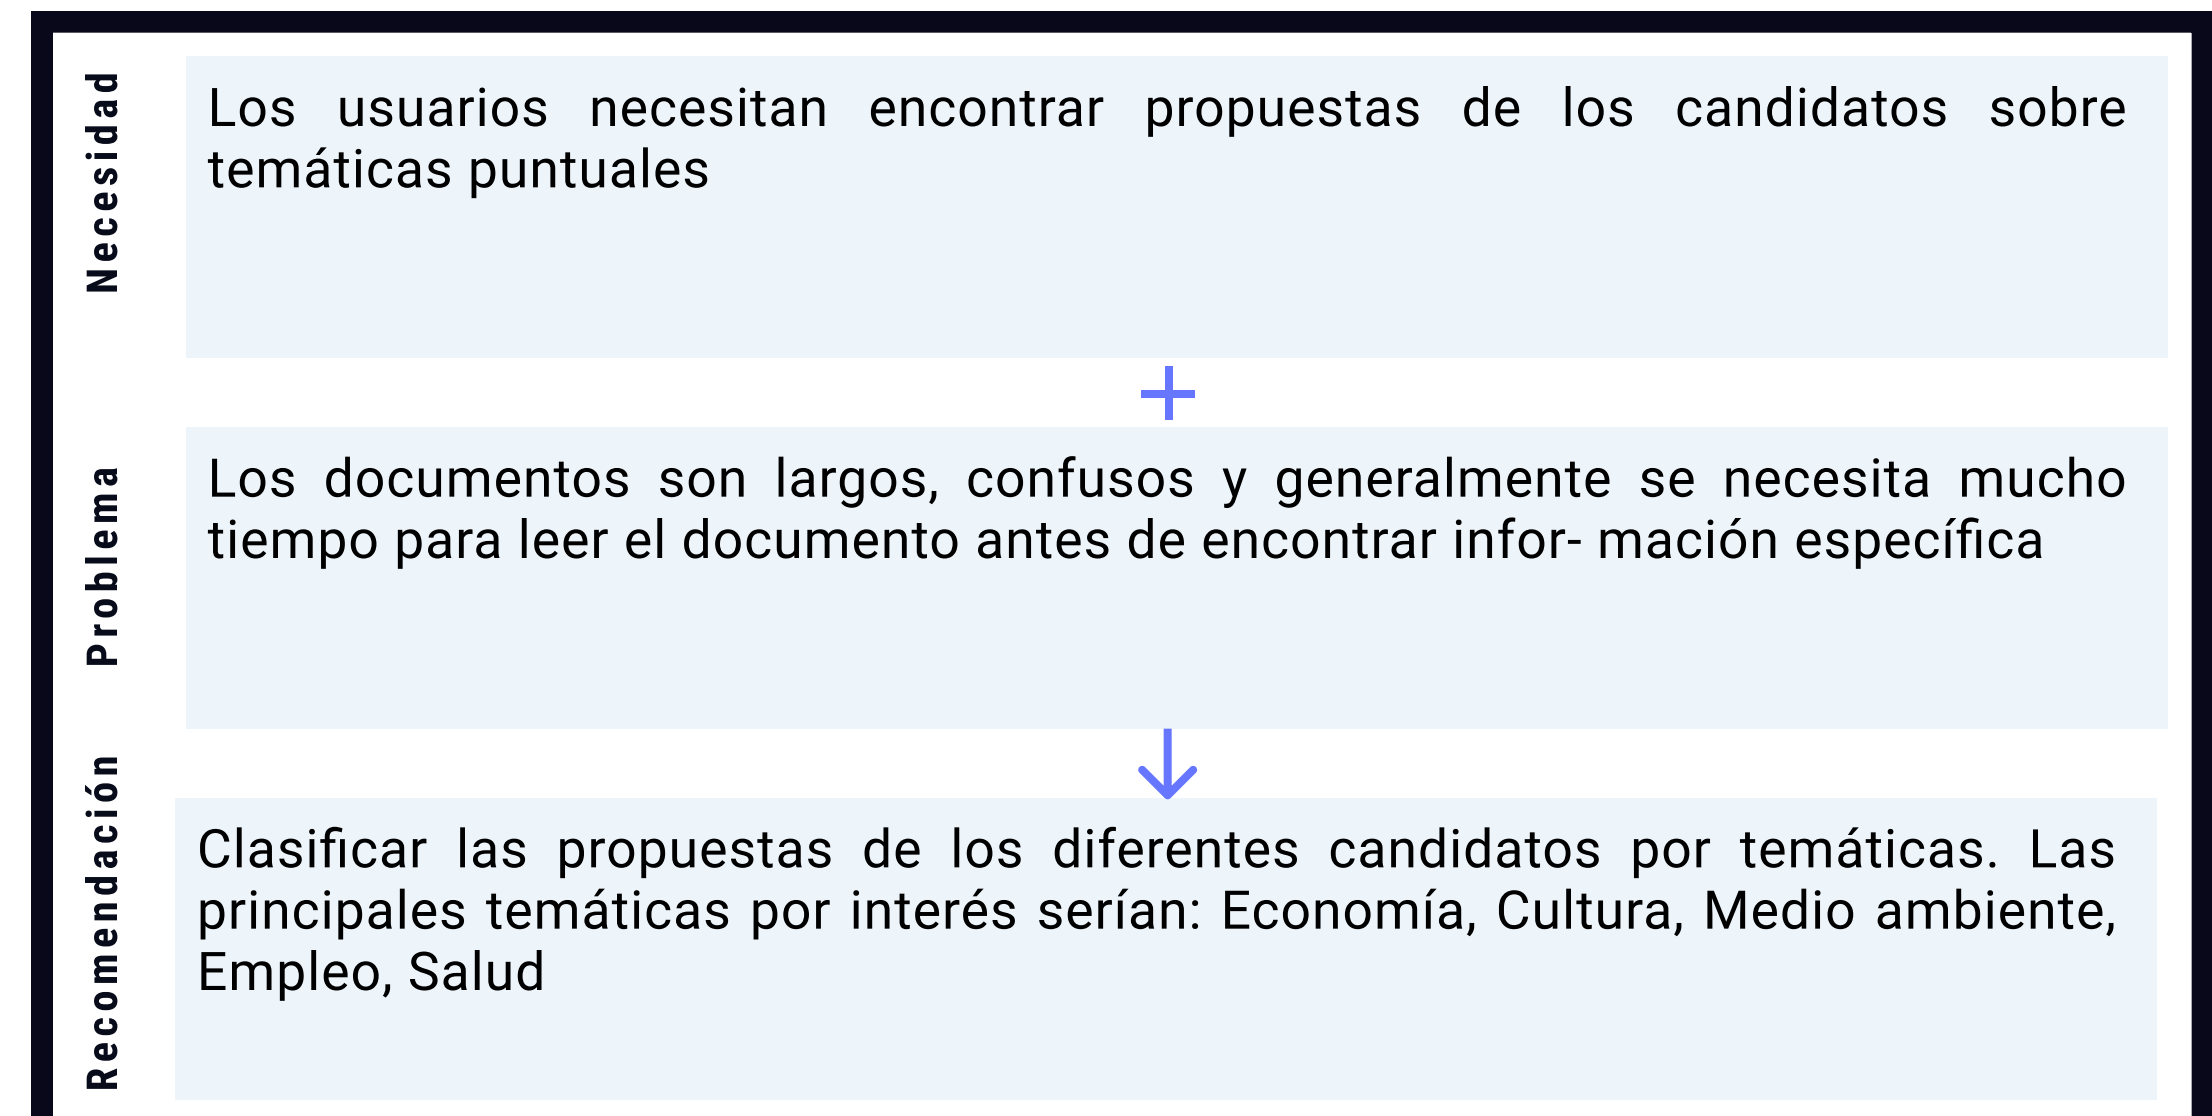 Necesidad
Los usuarios necesitan encontrar propuestas de los candidatos sobre
temáticas puntuales
+
Problema
Los documentos son largos, confusos y generalmente se necesita mucho
tiempo para leer el documento antes de encontrar infor- mación específica
Recomendación
Clasificar las propuestas de los diferentes candidatos por temáticas. Las
principales temáticas por interés serían: Economía, Cultura, Medio ambiente,
Empleo, Salud